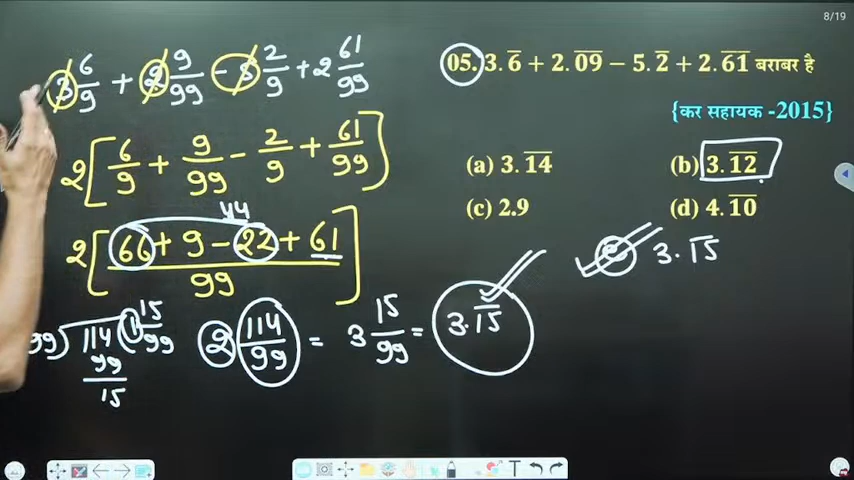 8/19
05. 3.6̅ + 2.0̅9̅ − 5.2̅ + 2.6̅1̅ बराबर है
{कर सहायक -2015}
(a) 3.1̅4̅
(b) 3.1̅2̅
(c) 2.9
(d) 4.1̅0̅
3 6/9 + 2 9/99 - 5 2/9 + 2 61/99
2[6/9 + 9/99 - 2/9 + 61/99]
44
2[66 + 9 - 22 + 61 / 99]
99) 114 (1 15/99
99
15
2 114/99 = 3 15/99 = 3.1̅5̅
3.1̅5̅
T